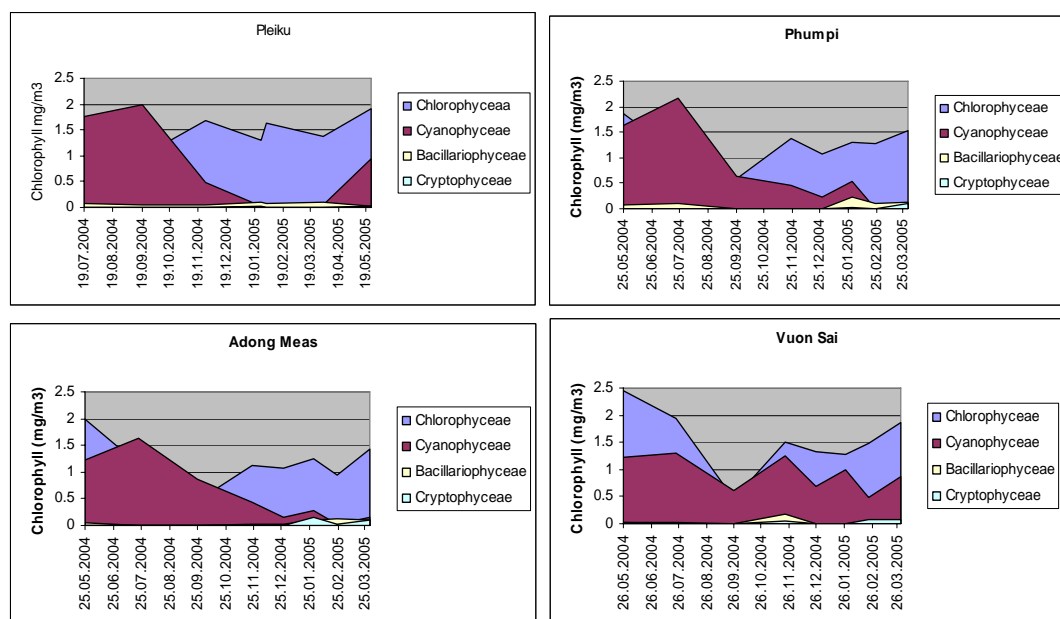 Pleiku
Chlorophyll mg/m3
2.5
2
1.5
1
0.5
0
19.07.2004
19.08.2004
19.09.2004
19.10.2004
19.11.2004
19.12.2004
19.01.2005
19.02.2005
19.03.2005
19.04.2005
19.05.2005
Chlorophyceaa
Cyanophyceae
Bacillariophyceae
Cryptophyceae
Phumpi
Chlorophyll (mg/m3)
2.5
2
1.5
1
0.5
0
25.05.2004
25.06.2004
25.07.2004
25.08.2004
25.09.2004
25.10.2004
25.11.2004
25.12.2004
25.01.2005
25.02.2005
25.03.2005
Chlorophyceae
Cyanophyceae
Bacillariophyceae
Cryptophyceae
Adong Meas
Chlorophyll (mg/m3)
2.5
2
1.5
1
0.5
0
25.05.2004
25.06.2004
25.07.2004
25.08.2004
25.09.2004
25.10.2004
25.11.2004
25.12.2004
25.01.2005
25.02.2005
25.03.2005
Chlorophyceae
Cyanophyceae
Bacillariophyceae
Cryptophyceae
Vuon Sai
Chlorophyll (mg/m3)
2.5
2
1.5
1
0.5
0
26.05.2004
26.06.2004
26.07.2004
26.08.2004
26.09.2004
26.10.2004
26.11.2004
26.12.2004
26.01.2005
26.02.2005
26.03.2005
Chlorophyceae
Cyanophyceae
Bacillariophyceae
Cryptophyceae